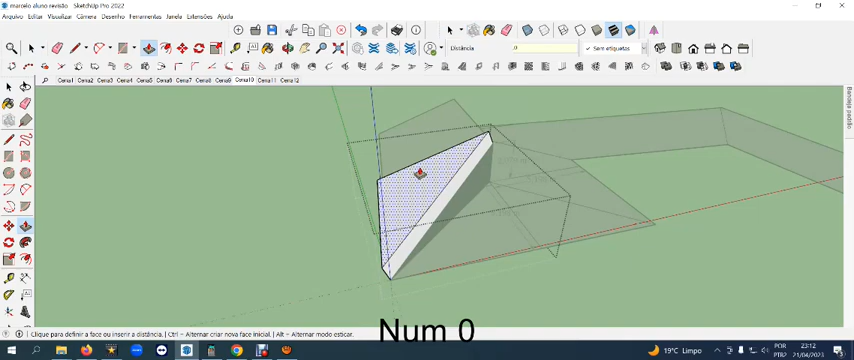 marcelo aluno revisão - SketchUp Pro 2022
Arquivo Editar Visualizar Câmera Desenho Ferramentas Janela Extensões Ajuda
Distância 0 Sem etiquetas
Cena1 Cena2 Cena3 Cena4 Cena5 Cena6 Cena7 Cena8 Cena9 Cena10 Cena11 Cena12
Bandeja padrão
Num 0
Clique para definir a face ou inserir a distância. | Ctrl = Alternar criar nova face inicial. | Alt = Alternar modo esticar.
19°C Limpo
POR
PTB2
23:12
21/04/2023